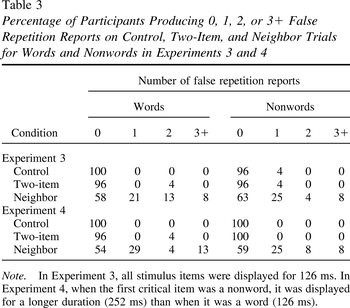 Table 3
Percentage of Participants Producing 0, 1, 2, or 3+ False
Repetition Reports on Control, Two-Item, and Neighbor Trials
for Words and Nonwords in Experiments 3 and 4
Number of false repetition reports
Words Nonwords
Condition 0 1 2 3+ 0 1 2 3+
Experiment 3
Control 100 0 0 0 96 4 0 0
Two-item 96 0 4 0 96 4 0 0
Neighbor 58 21 13 8 63 25 4 8
Experiment 4
Control 100 0 0 0 100 0 0 0
Two-item 96 0 4 0 100 0 0 0
Neighbor 54 29 4 13 59 25 8 8
Note. In Experiment 3, all stimulus items were displayed for 126 ms. In
Experiment 4, when the first critical item was a nonword, it was displayed
for a longer duration (252 ms) than when it was a word (126 ms).